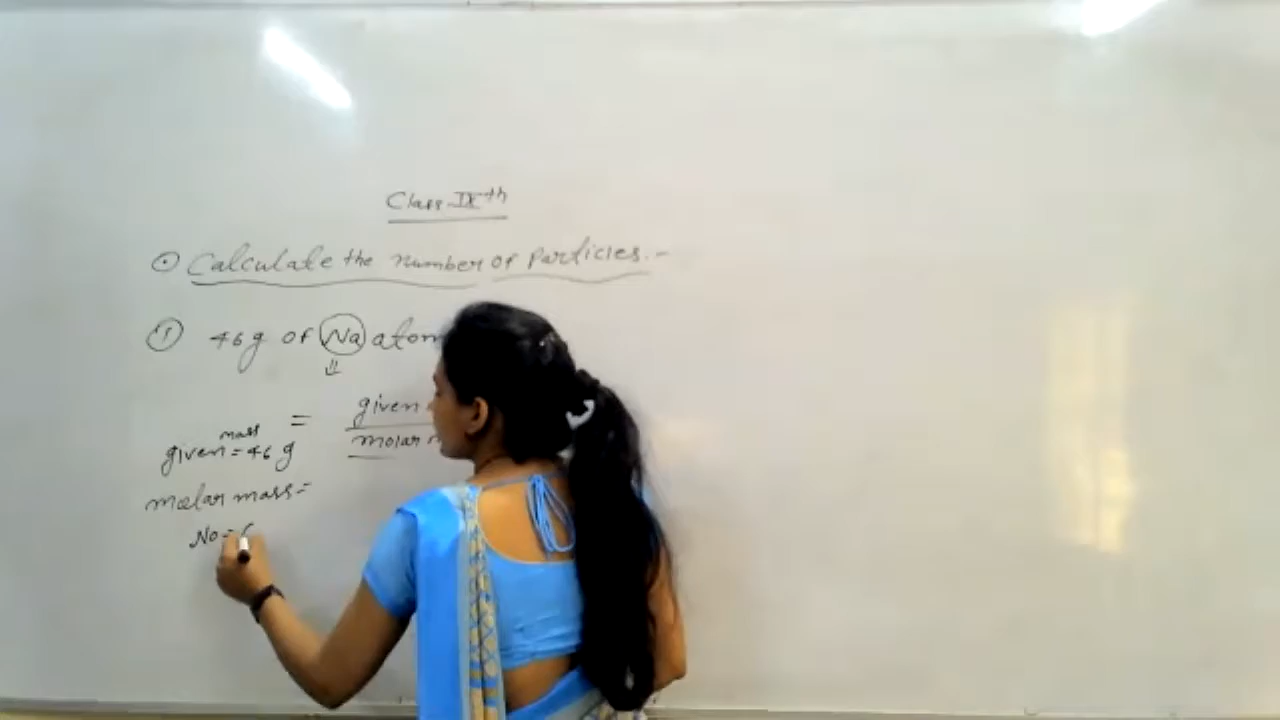 Class IXth
⊙ Calculate the number of particles.-
① 46g of Na atom
⇓
= given
molar m
given mass = 46 g
molar mass =
No = 6